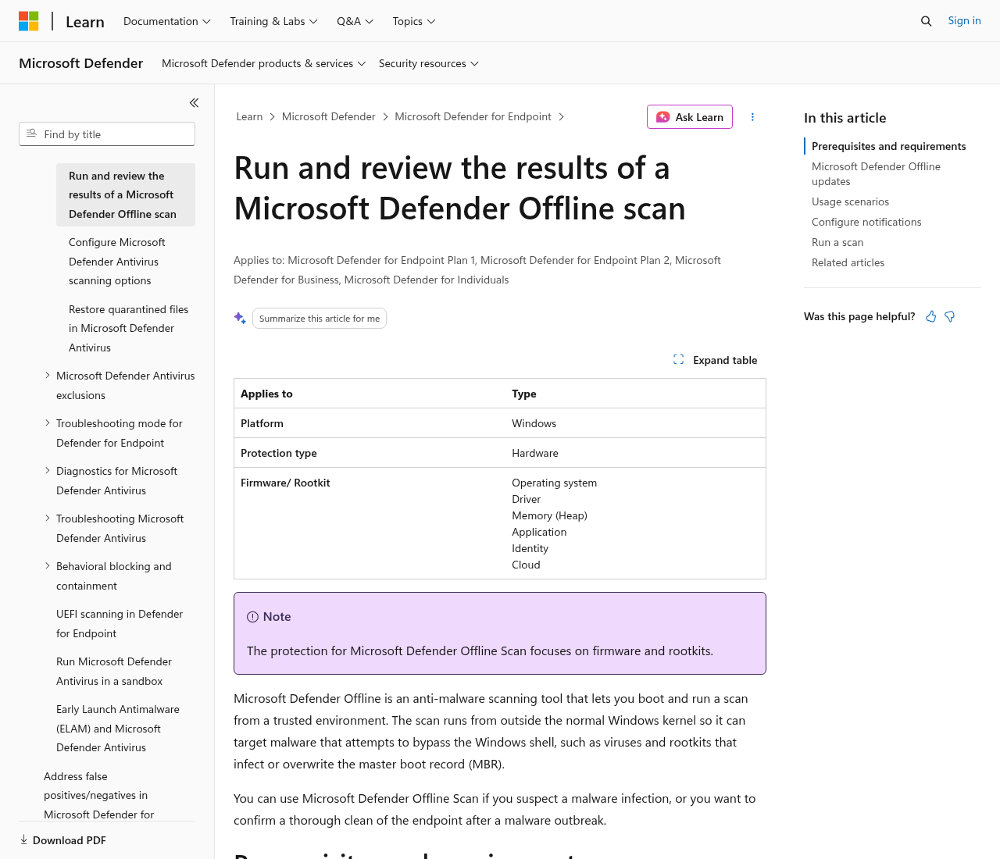 Learn
Documentation
Training & Labs
Q&A
Topics
Sign in
Microsoft Defender
Microsoft Defender products & services
Security resources
Find by title
Run and review the
results of a Microsoft
Defender Offline scan
Configure Microsoft
Defender Antivirus
scanning options
Restore quarantined files
in Microsoft Defender
Antivirus
Microsoft Defender Antivirus
exclusions
Troubleshooting mode for
Defender for Endpoint
Diagnostics for Microsoft
Defender Antivirus
Troubleshooting Microsoft
Defender Antivirus
Behavioral blocking and
containment
UEFI scanning in Defender
for Endpoint
Run Microsoft Defender
Antivirus in a sandbox
Early Launch Antimalware
(ELAM) and Microsoft
Defender Antivirus
Address false
positives/negatives in
Microsoft Defender for
Download PDF
Learn
Microsoft Defender
Microsoft Defender for Endpoint
Ask Learn
Run and review the results of a
Microsoft Defender Offline scan
Applies to: Microsoft Defender for Endpoint Plan 1, Microsoft Defender for Endpoint Plan 2, Microsoft
Defender for Business, Microsoft Defender for Individuals
Summarize this article for me
Expand table
Applies to Type
Platform Windows
Protection type Hardware
Firmware/ Rootkit Operating system
Driver
Memory (Heap)
Application
Identity
Cloud
Note
The protection for Microsoft Defender Offline Scan focuses on firmware and rootkits.
Microsoft Defender Offline is an anti-malware scanning tool that lets you boot and run a scan
from a trusted environment. The scan runs from outside the normal Windows kernel so it can
target malware that attempts to bypass the Windows shell, such as viruses and rootkits that
infect or overwrite the master boot record (MBR).
You can use Microsoft Defender Offline Scan if you suspect a malware infection, or you want to
confirm a thorough clean of the endpoint after a malware outbreak.
Prerequisites and requirements
In this article
Prerequisites and requirements
Microsoft Defender Offline
updates
Usage scenarios
Configure notifications
Run a scan
Related articles
Was this page helpful?